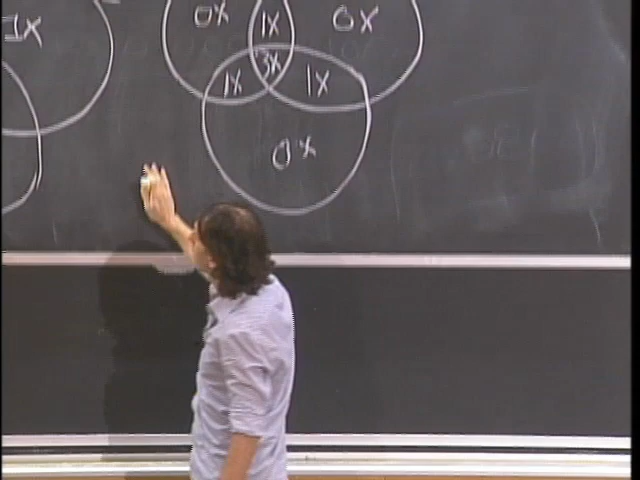 1x 0x 1x 0x
3x
1x 1x
0x